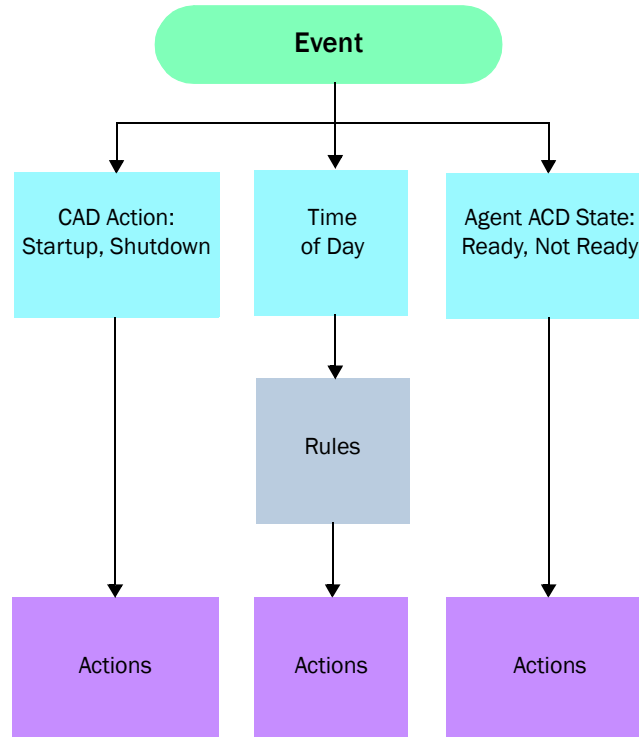 Event
CAD Action:
Startup, Shutdown
Time
of Day
Agent ACD State:
Ready, Not Ready
Rules
Actions
Actions
Actions